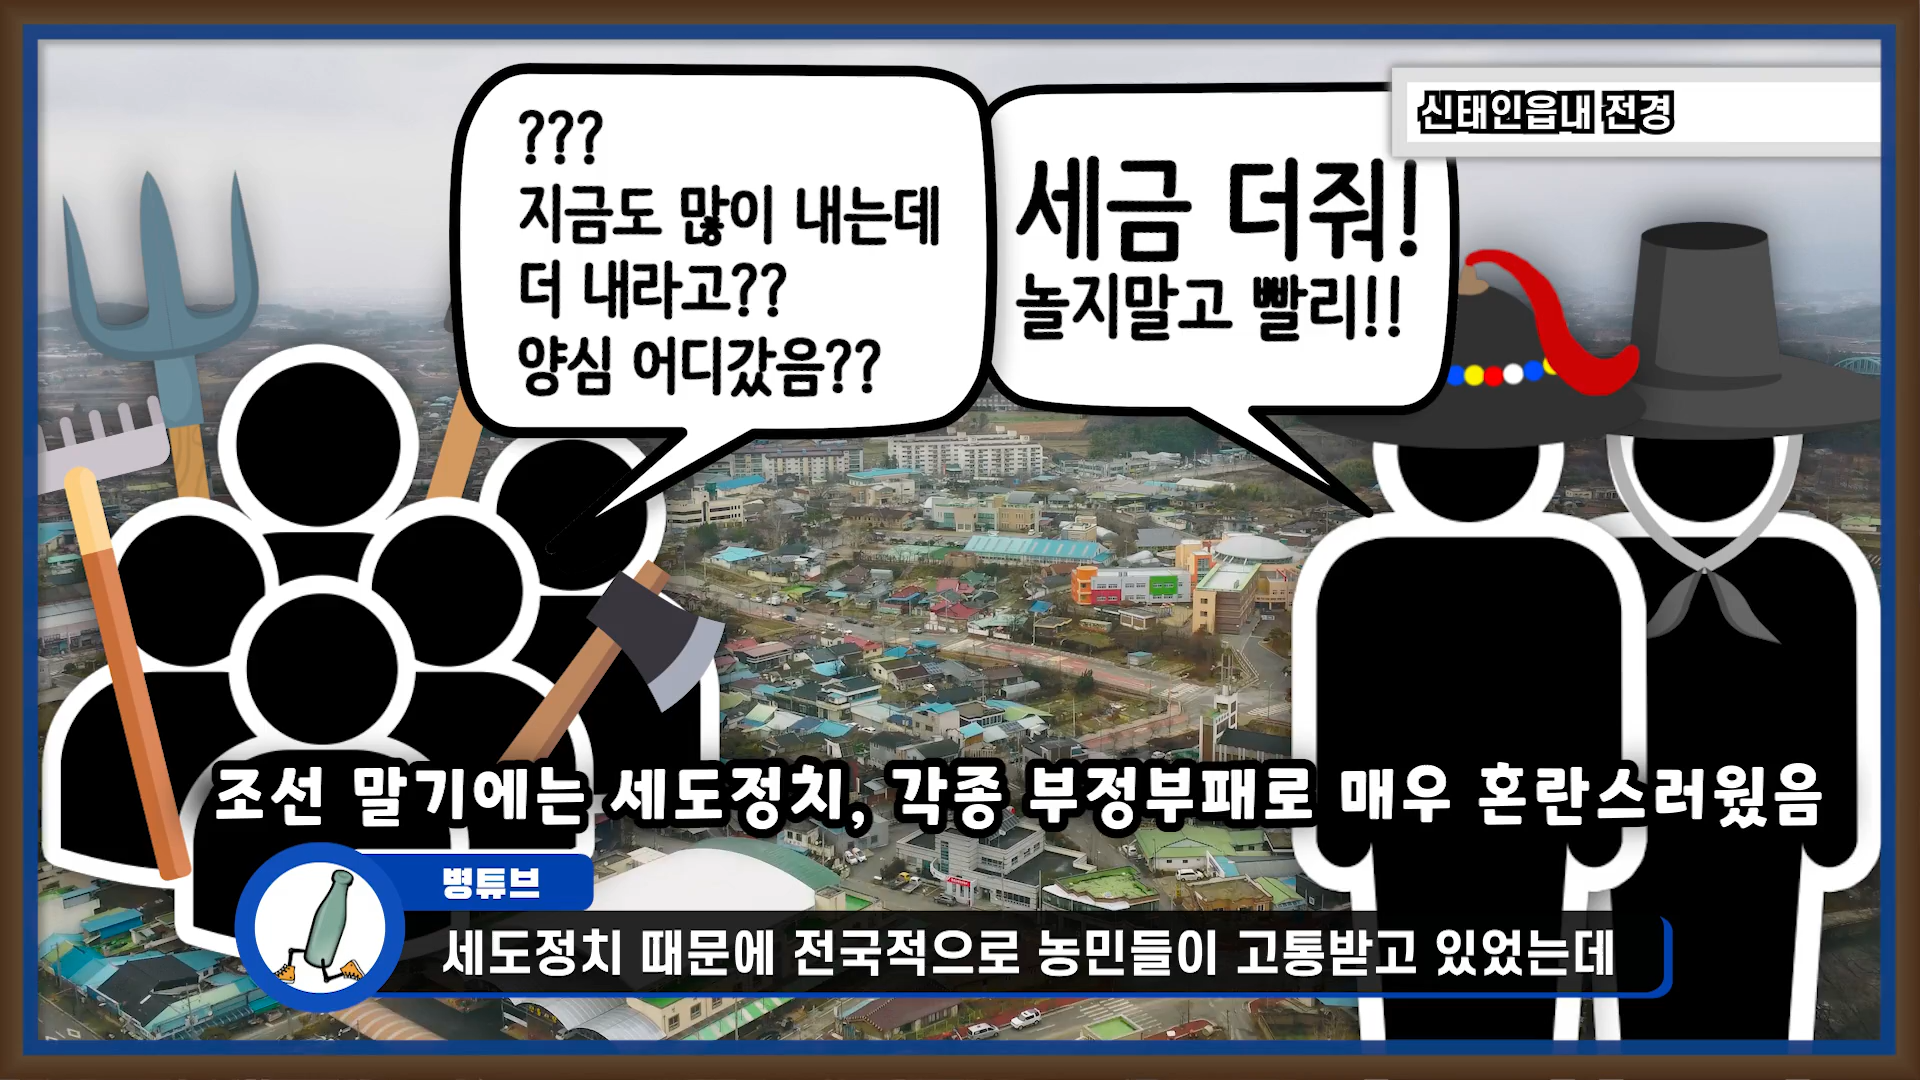 신태인읍내 전경
???
지금도 많이 내는데
더 내라고??
양심 어디갔음??
세금 더줘!
놀지말고 빨리!!
조선 말기에는 세도정치, 각종 부정부패로 매우 혼란스러웠음
병튜브
세도정치 때문에 전국적으로 농민들이 고통받고 있었는데